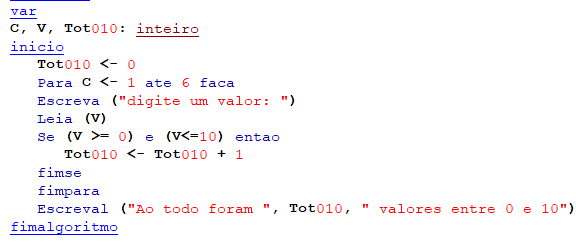 var
C, V, Tot010: inteiro
inicio
Tot010 <- 0
Para C <- 1 ate 6 faca
Escreva ("digite um valor: ")
Leia (V)
Se (V >= 0) e (V<=10) entao
Tot010 <- Tot010 + 1
fimse
fimpara
Escreval ("Ao todo foram ", Tot010, " valores entre 0 e 10")
fimalgoritmo